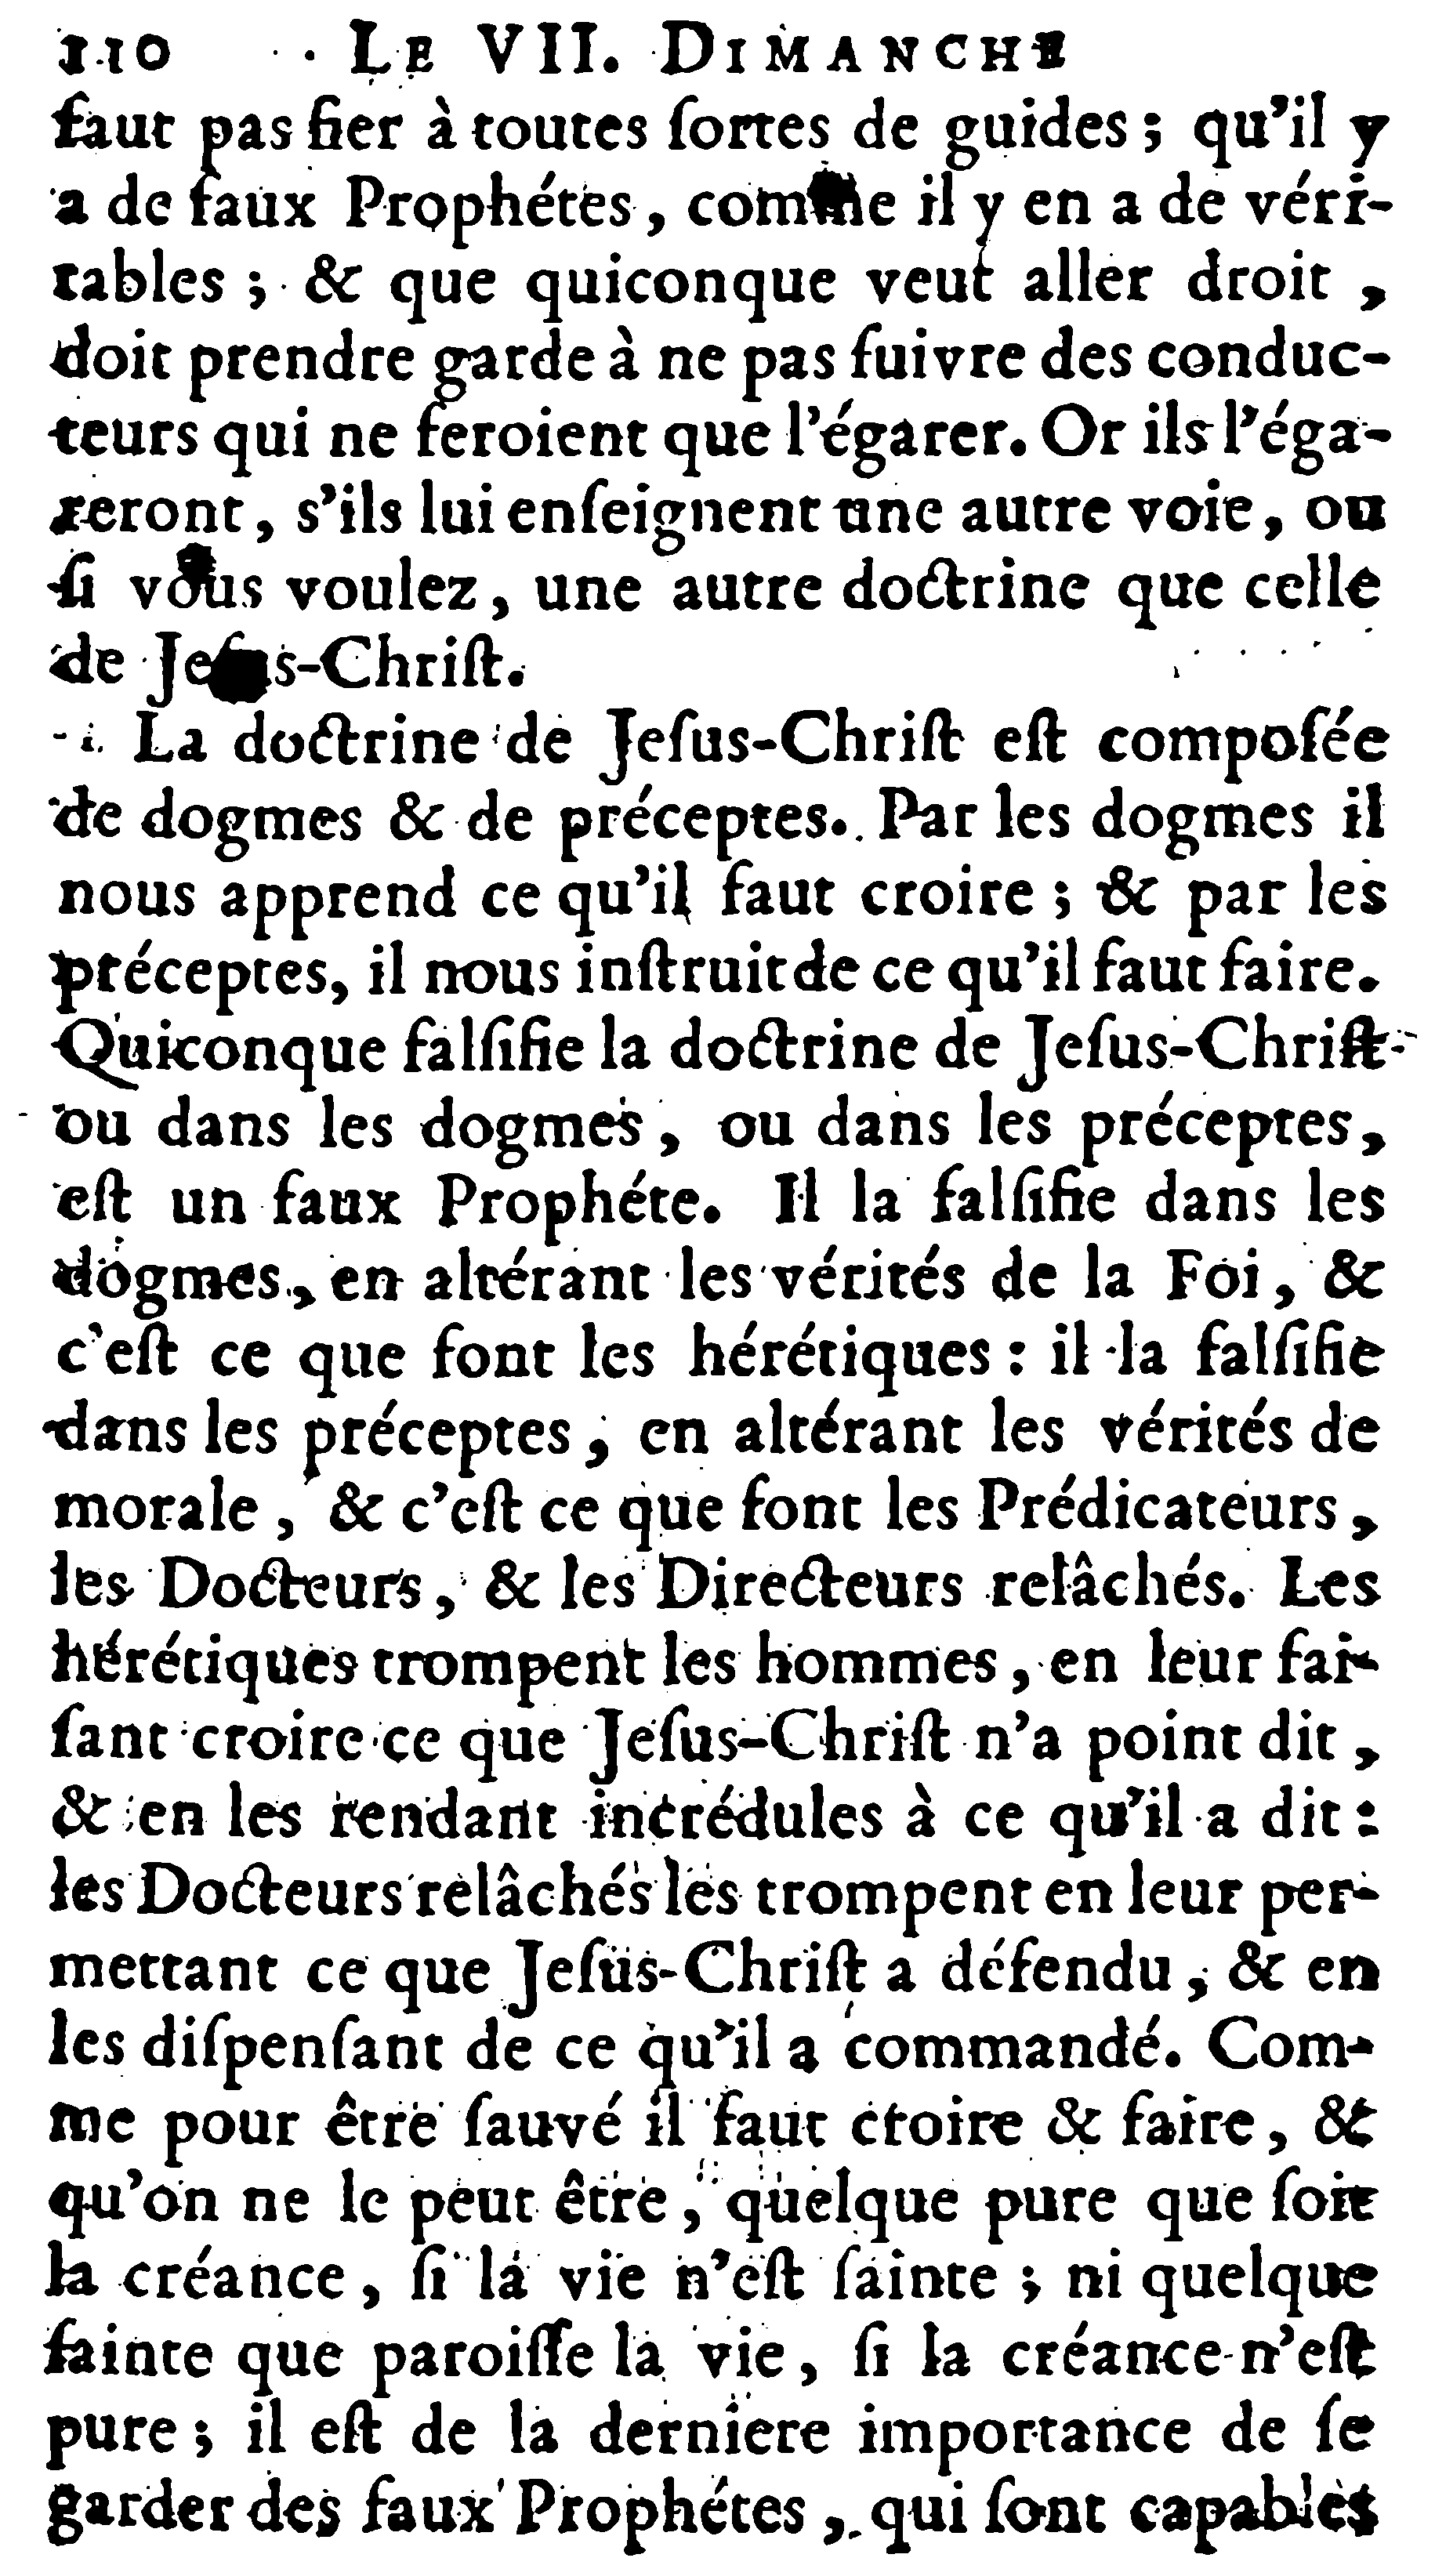 110 LE VII. DIMANCHE
faut pas fier à toutes ſortes de guides ; qu'il y
a de faux Prophétes, comme il y en a de véri-
tables ; & que quiconque veut aller droit ,
doit prendre garde à ne pas ſuivre des conduc-
teurs qui ne feroient que l'égarer. Or ils l'éga-
reront, s'ils lui enſeignent une autre voie, ou
ſi vous voulez, une autre doctrine que celle
de Jeſus-Chriſt.
La doctrine de Jeſus-Chriſt eſt compoſée
de dogmes & de préceptes. Par les dogmes il
nous apprend ce qu'il faut croire ; & par les
préceptes, il nous inſtruit de ce qu'il faut faire.
Quiconque falſifie la doctrine de Jeſus-Chriſt
ou dans les dogmes, ou dans les préceptes,
eſt un faux Prophéte. Il la falſifie dans les
dogmes, en altérant les vérités de la Foi, &
c'eſt ce que font les hérétiques : il la falſifie
dans les préceptes, en altérant les vérités de
morale, & c'eſt ce que font les Prédicateurs,
les Docteurs, & les Directeurs relâchés. Les
hérétiques trompent les hommes, en leur fai-
ſant croire ce que Jeſus-Chriſt n'a point dit ,
& en les rendant incrédules à ce qu'il a dit :
les Docteurs relâchés les trompent en leur per-
mettant ce que Jeſus-Chriſt a défendu, & en
les diſpenſant de ce qu'il a commandé. Com-
me pour être ſauvé il faut croire & faire, &
qu'on ne le peut être, quelque pure que ſoit
la créance, ſi la vie n'eſt ſainte ; ni quelque
ſainte que paroiſſe la vie, ſi la créance n'eſt
pure ; il eſt de la derniere importance de ſe
garder des faux Prophétes, qui ſont capables